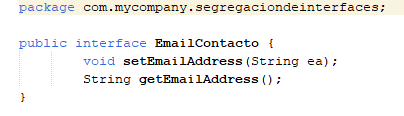 package com.mycompany.segregaciondeinterfaces;
public interface EmailContacto {
void setEmailAddress(String ea);
String getEmailAddress();
}